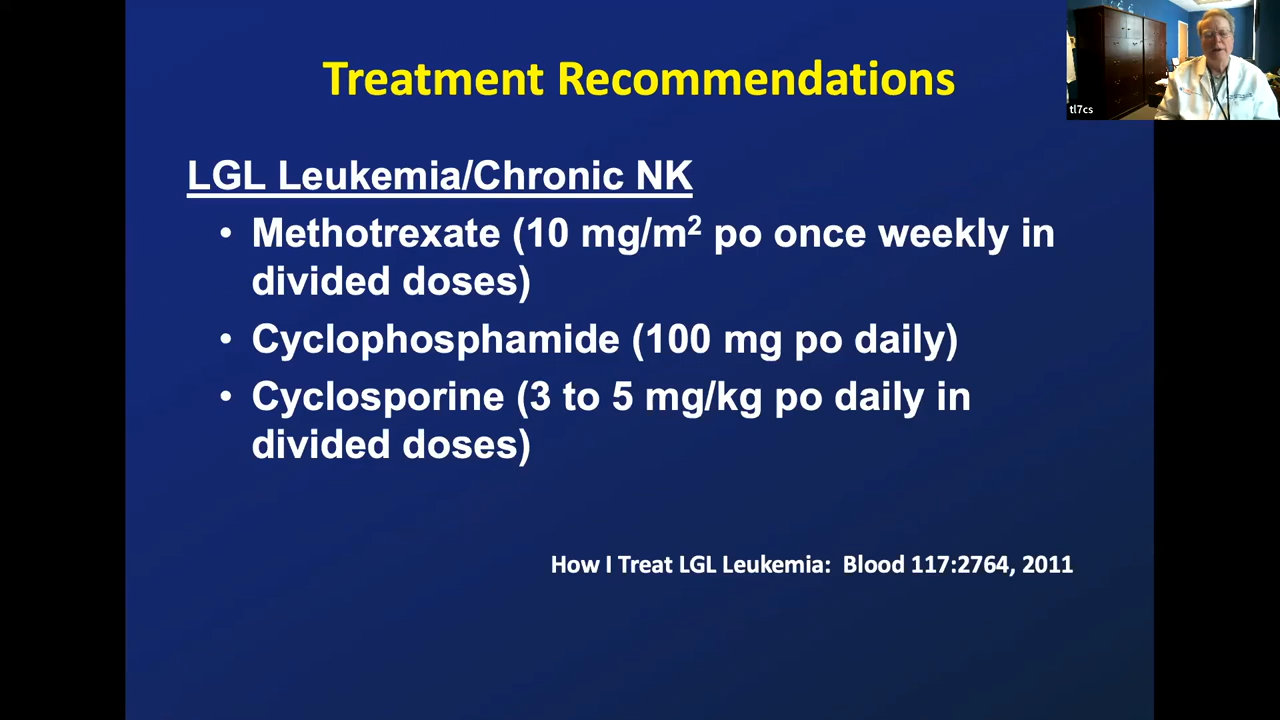 Treatment Recommendations
tl7cs
LGL Leukemia/Chronic NK
• Methotrexate (10 mg/m² po once weekly in
divided doses)
• Cyclophosphamide (100 mg po daily)
• Cyclosporine (3 to 5 mg/kg po daily in
divided doses)
How I Treat LGL Leukemia: Blood 117:2764, 2011